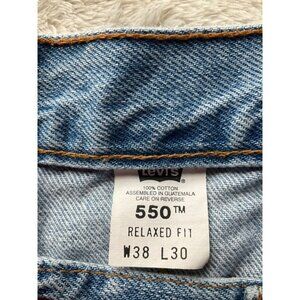 Levi's ®
100% COTTON
ASSEMBLED IN GUATEMALA
CARE ON REVERSE
550™
RELAXED FIT
W38 L30